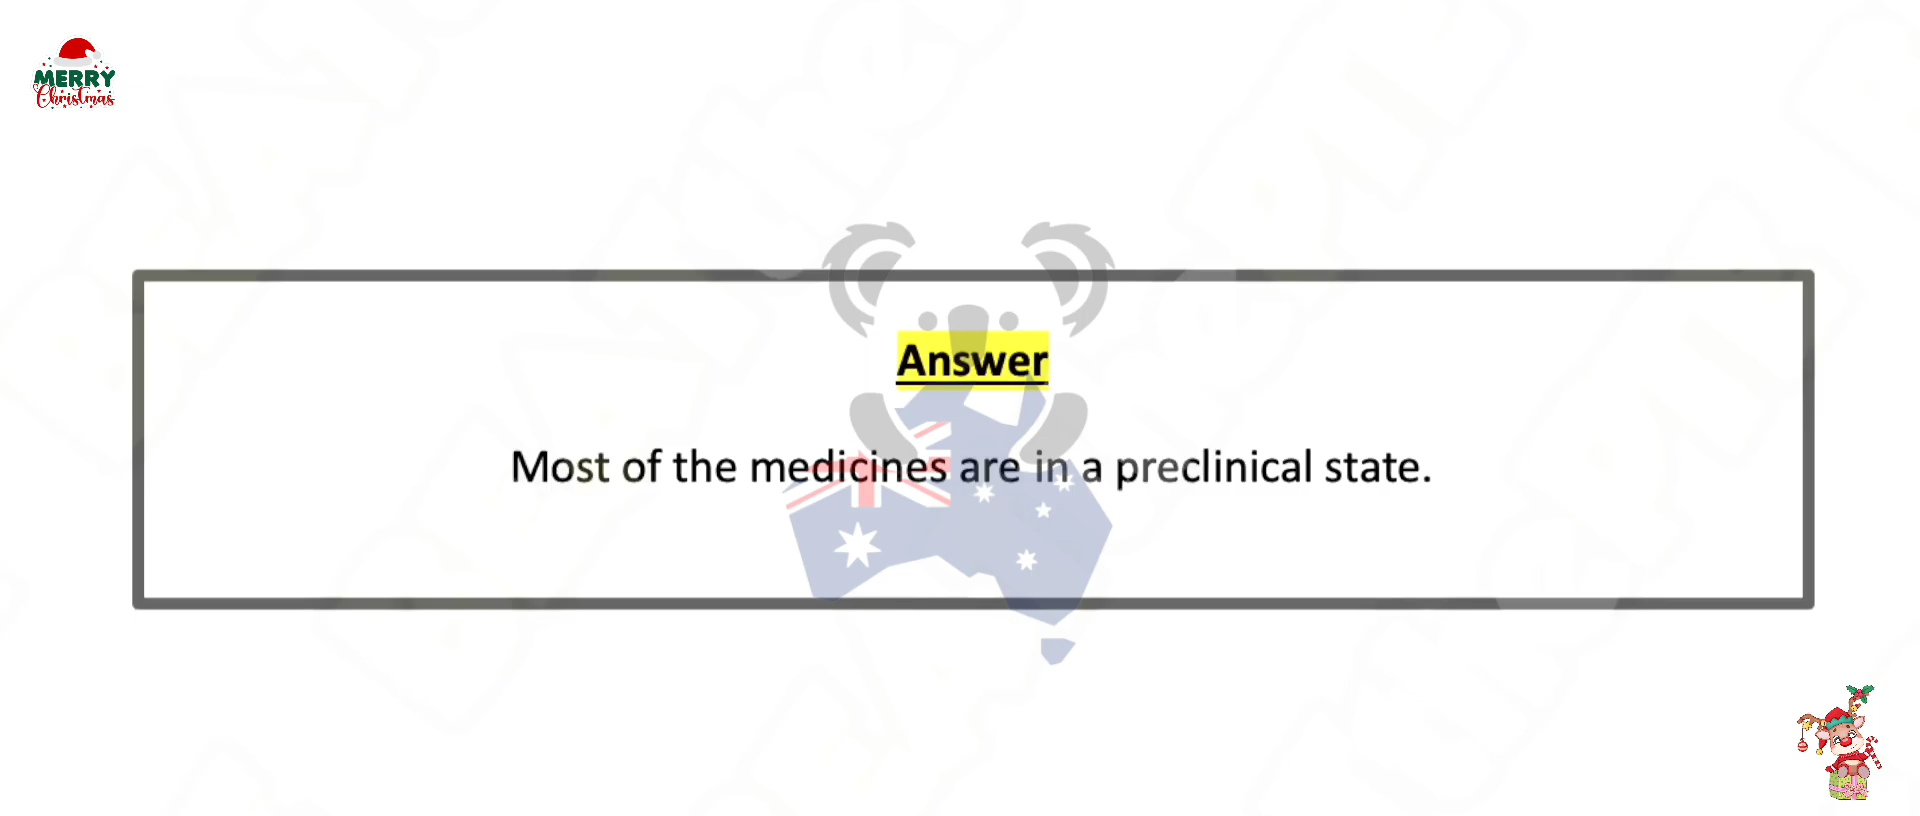 MERRY
Christmas
Answer
Most of the medicines are in a preclinical state.